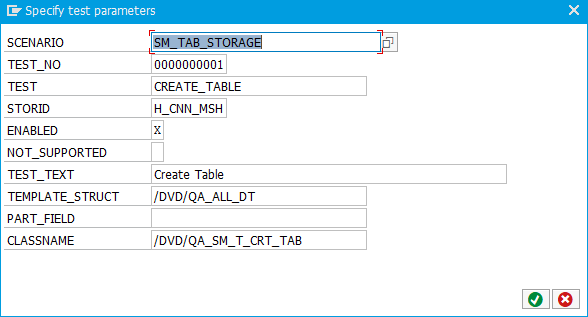 Specify test parameters
SCENARIO SM_TAB_STORAGE
TEST_NO 0000000001
TEST CREATE_TABLE
STORID H_CNN_MSH
ENABLED X
NOT_SUPPORTED
TEST_TEXT Create Table
TEMPLATE_STRUCT /DVD/QA_ALL_DT
PART_FIELD
CLASSNAME /DVD/QA_SM_T_CRT_TAB